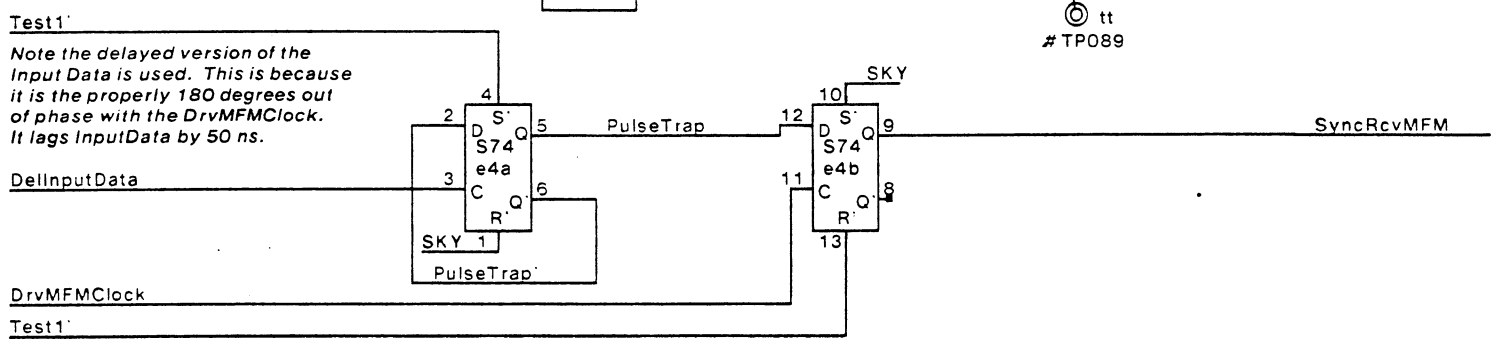 Test1'
tt
# TP089
Note the delayed version of the
Input Data is used. This is because
it is the properly 180 degrees out
of phase with the DrvMFMClock.
It lags InputData by 50 ns.
SKY
4
10
S'
S'
2
D
Q
5
PulseTrap
12
D
Q
9
SyncRcvMFM
S74
S74
e4a
e4b
DelInputData
3
C
Q'
6
11
C
Q'
8
R'
R'
SKY
1
13
PulseTrap'
DrvMFMClock
Test1'